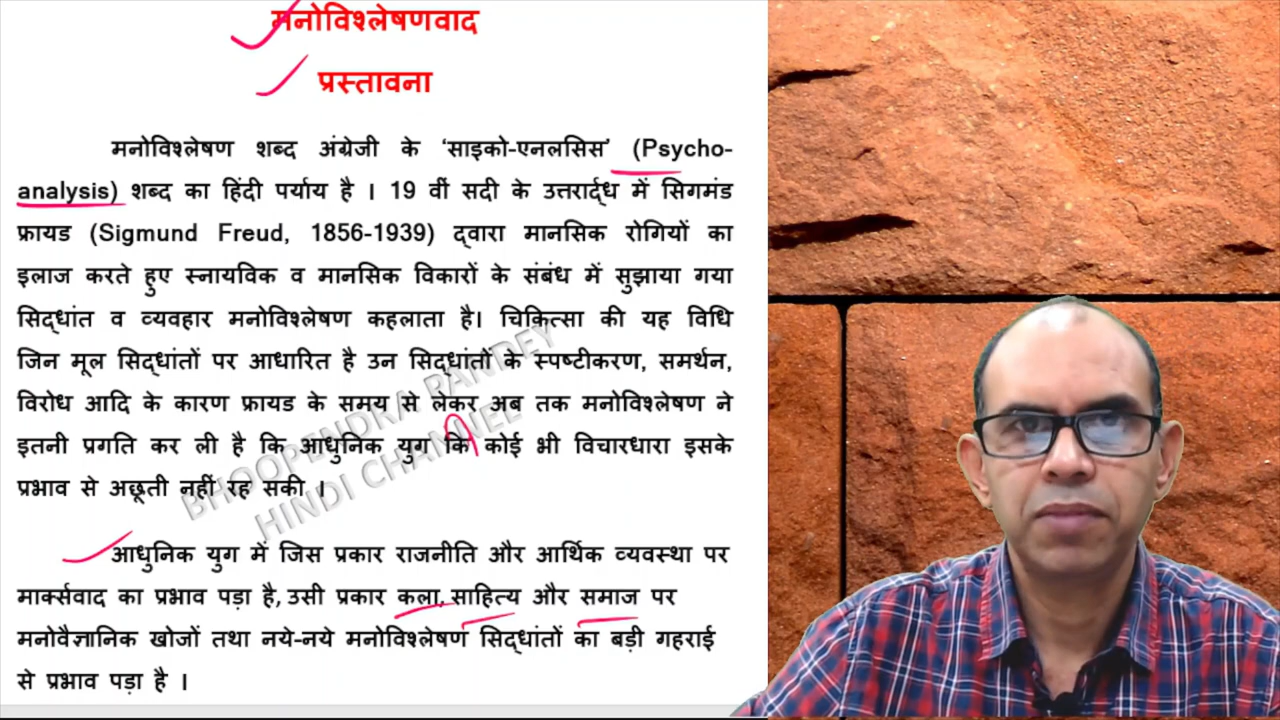 मनोविश्लेषणवाद
प्रस्तावना
मनोविश्लेषण शब्द अंग्रेजी के ‘साइको-एनलसिस’ (Psycho-
analysis) शब्द का हिंदी पर्याय है । 19 वीं सदी के उत्तरार्द्ध में सिगमंड
फ्रायड (Sigmund Freud, 1856-1939) द्वारा मानसिक रोगियों का
इलाज करते हुए स्नायविक व मानसिक विकारों के संबंध में सुझाया गया
सिद्धांत व व्यवहार मनोविश्लेषण कहलाता है। चिकित्सा की यह विधि
जिन मूल सिद्धांतों पर आधारित है उन सिद्धांतों के स्पष्टीकरण, समर्थन,
विरोध आदि के कारण फ्रायड के समय से लेकर अब तक मनोविश्लेषण ने
इतनी प्रगति कर ली है कि आधुनिक युग कि कोई भी विचारधारा इसके
प्रभाव से अछूती नहीं रह सकी ।
BHOOPENDRA PANDEY
HINDI CHANNEL
आधुनिक युग में जिस प्रकार राजनीति और आर्थिक व्यवस्था पर
मार्क्सवाद का प्रभाव पड़ा है, उसी प्रकार कला, साहित्य और समाज पर
मनोवैज्ञानिक खोजों तथा नये-नये मनोविश्लेषण सिद्धांतों का बड़ी गहराई
से प्रभाव पड़ा है ।